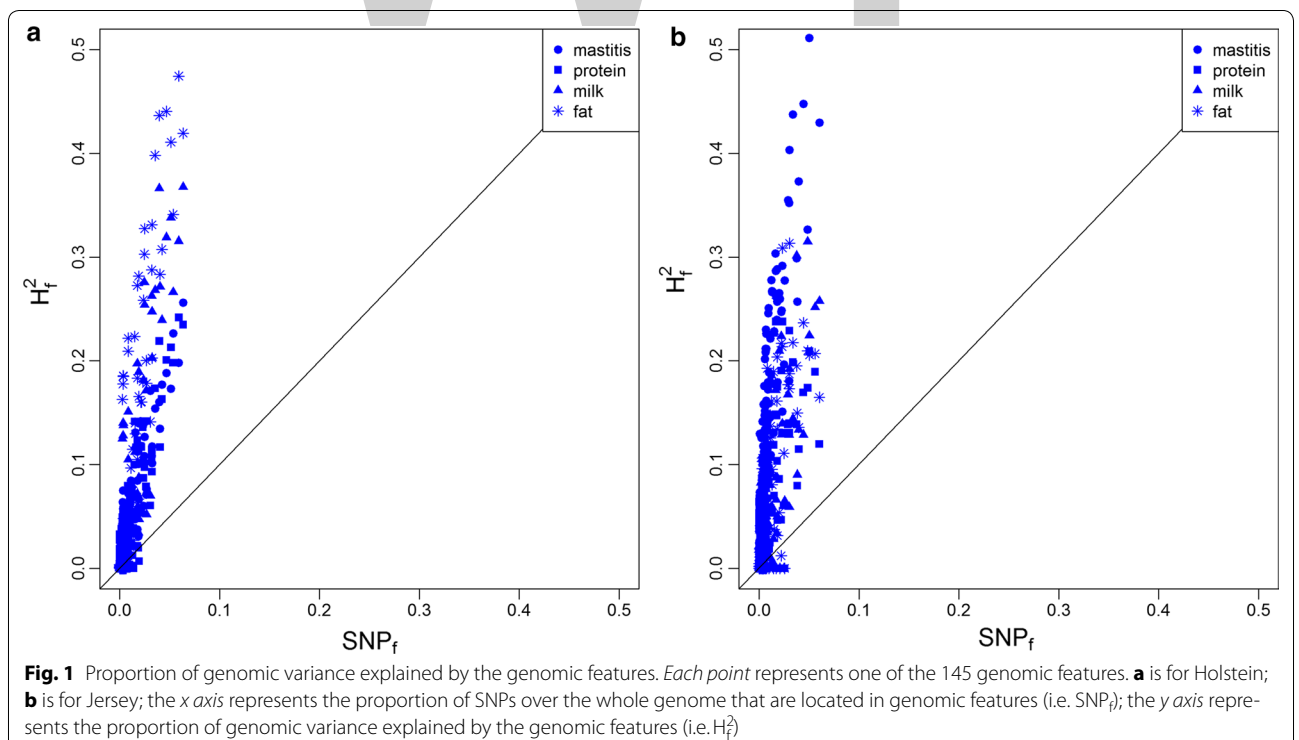 a
0.5
0.4
0.3
0.2
0.1
0.0
H²f
mastitis
protein
milk
fat
0.0 0.1 0.2 0.3 0.4 0.5
SNPf
b
0.5
0.4
0.3
0.2
0.1
0.0
H²f
mastitis
protein
milk
fat
0.0 0.1 0.2 0.3 0.4 0.5
SNPf
Fig. 1 Proportion of genomic variance explained by the genomic features. Each point represents one of the 145 genomic features. a is for Holstein;
b is for Jersey; the x axis represents the proportion of SNPs over the whole genome that are located in genomic features (i.e. SNPf); the y axis repre-
sents the proportion of genomic variance explained by the genomic features (i.e. H²f)